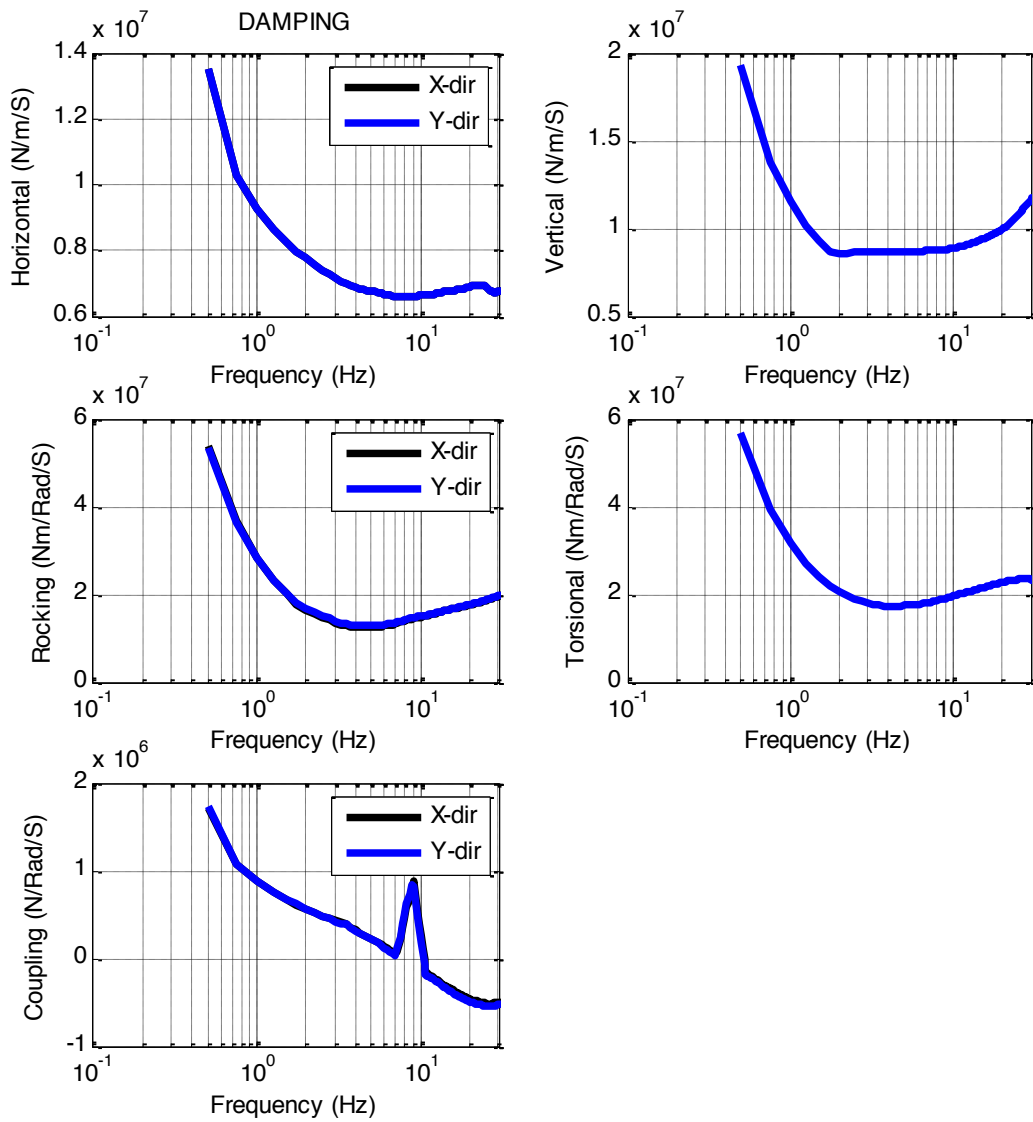 DAMPING
x 10^7
1.4
1.2
1
0.8
0.6
10^-1
10^0
10^1
Horizontal (N/m/S)
Frequency (Hz)
X-dir
Y-dir
x 10^7
2
1.5
1
0.5
10^-1
10^0
10^1
Vertical (N/m/S)
Frequency (Hz)
x 10^7
6
4
2
0
10^-1
10^0
10^1
Rocking (Nm/Rad/S)
Frequency (Hz)
X-dir
Y-dir
x 10^7
6
4
2
0
10^-1
10^0
10^1
Torsional (Nm/Rad/S)
Frequency (Hz)
x 10^6
2
1
0
-1
10^-1
10^0
10^1
Coupling (N/Rad/S)
Frequency (Hz)
X-dir
Y-dir